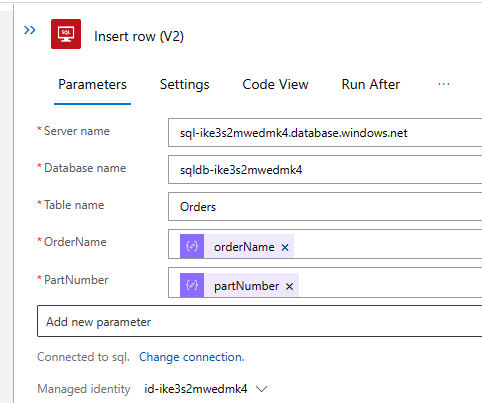 SQL
Insert row (V2)
Parameters Settings Code View Run After ...
* Server name sql-ike3s2mwedmk4.database.windows.net
* Database name sqldb-ike3s2mwedmk4
* Table name Orders
* OrderName orderName ×
* PartNumber partNumber ×
Add new parameter
Connected to sql. Change connection.
Managed identity id-ike3s2mwedmk4